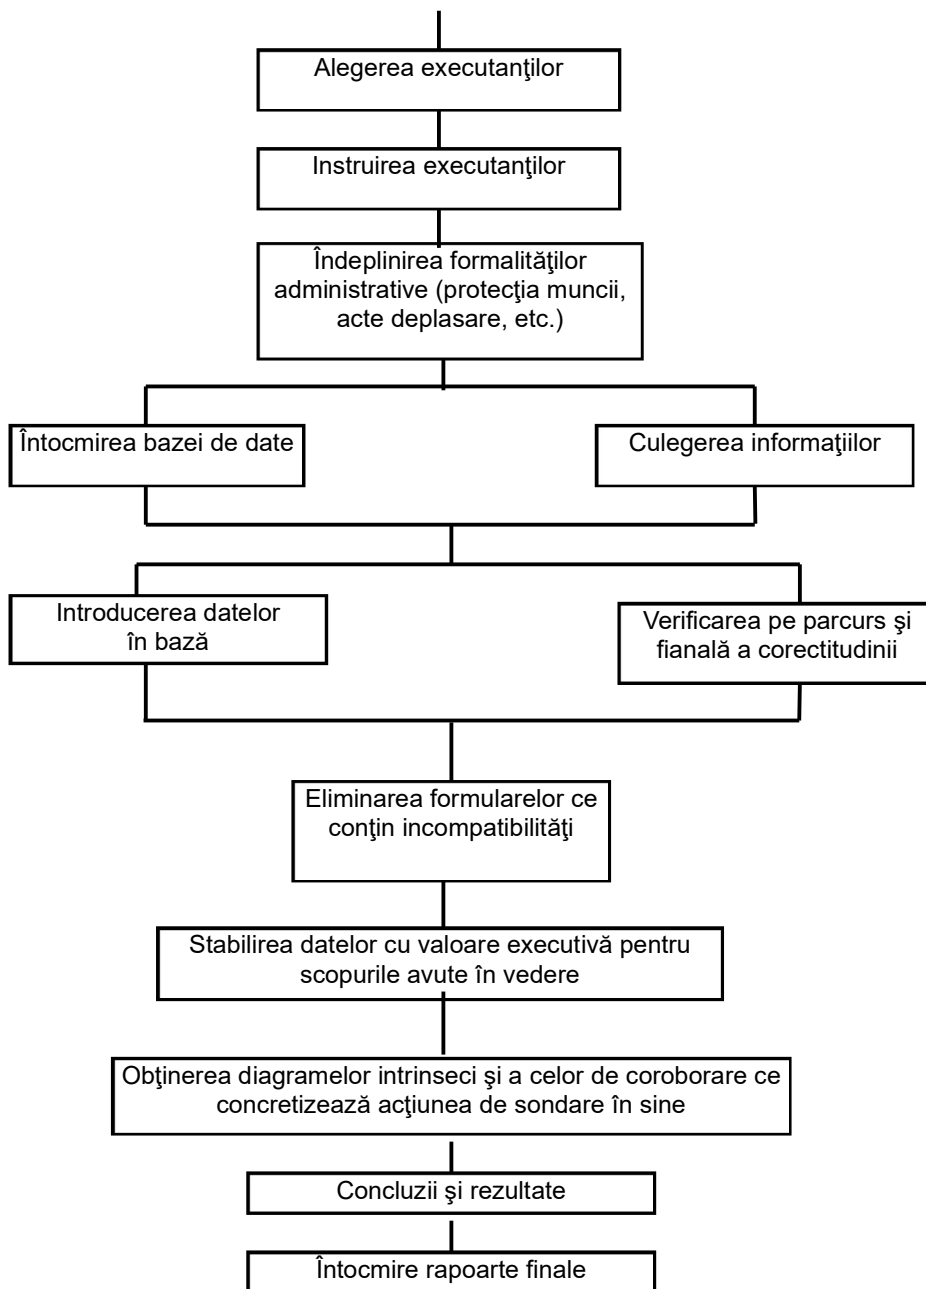 Alegerea executanţilor
Instruirea executanţilor
Îndeplinirea formalităţilor
administrative (protecţia muncii,
acte deplasare, etc.)
Întocmirea bazei de date
Culegerea informaţiilor
Introducerea datelor
în bază
Verificarea pe parcurs şi
fianală a corectitudinii
Eliminarea formularelor ce
conţin incompatibilităţi
Stabilirea datelor cu valoare executivă pentru
scopurile avute în vedere
Obţinerea diagramelor intrinseci şi a celor de coroborare ce
concretizează acţiunea de sondare în sine
Concluzii şi rezultate
Întocmire rapoarte finale